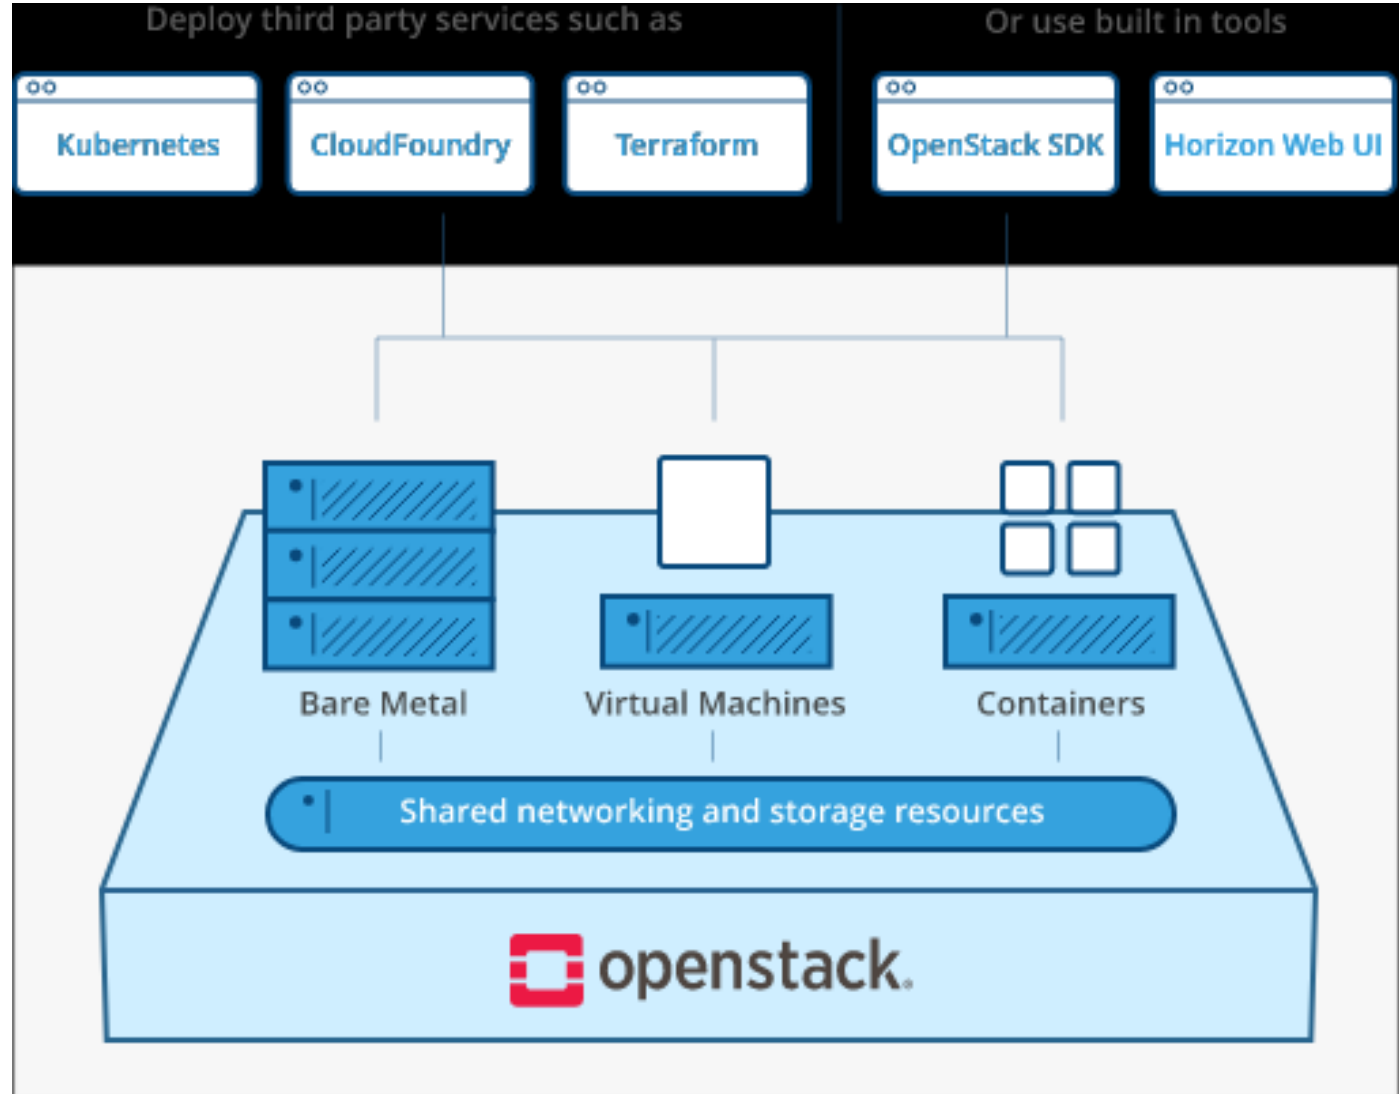 Deploy third party services such as
Or use built in tools
Kubernetes
CloudFoundry
Terraform
OpenStack SDK
Horizon Web UI
Bare Metal
Virtual Machines
Containers
Shared networking and storage resources
openstack.